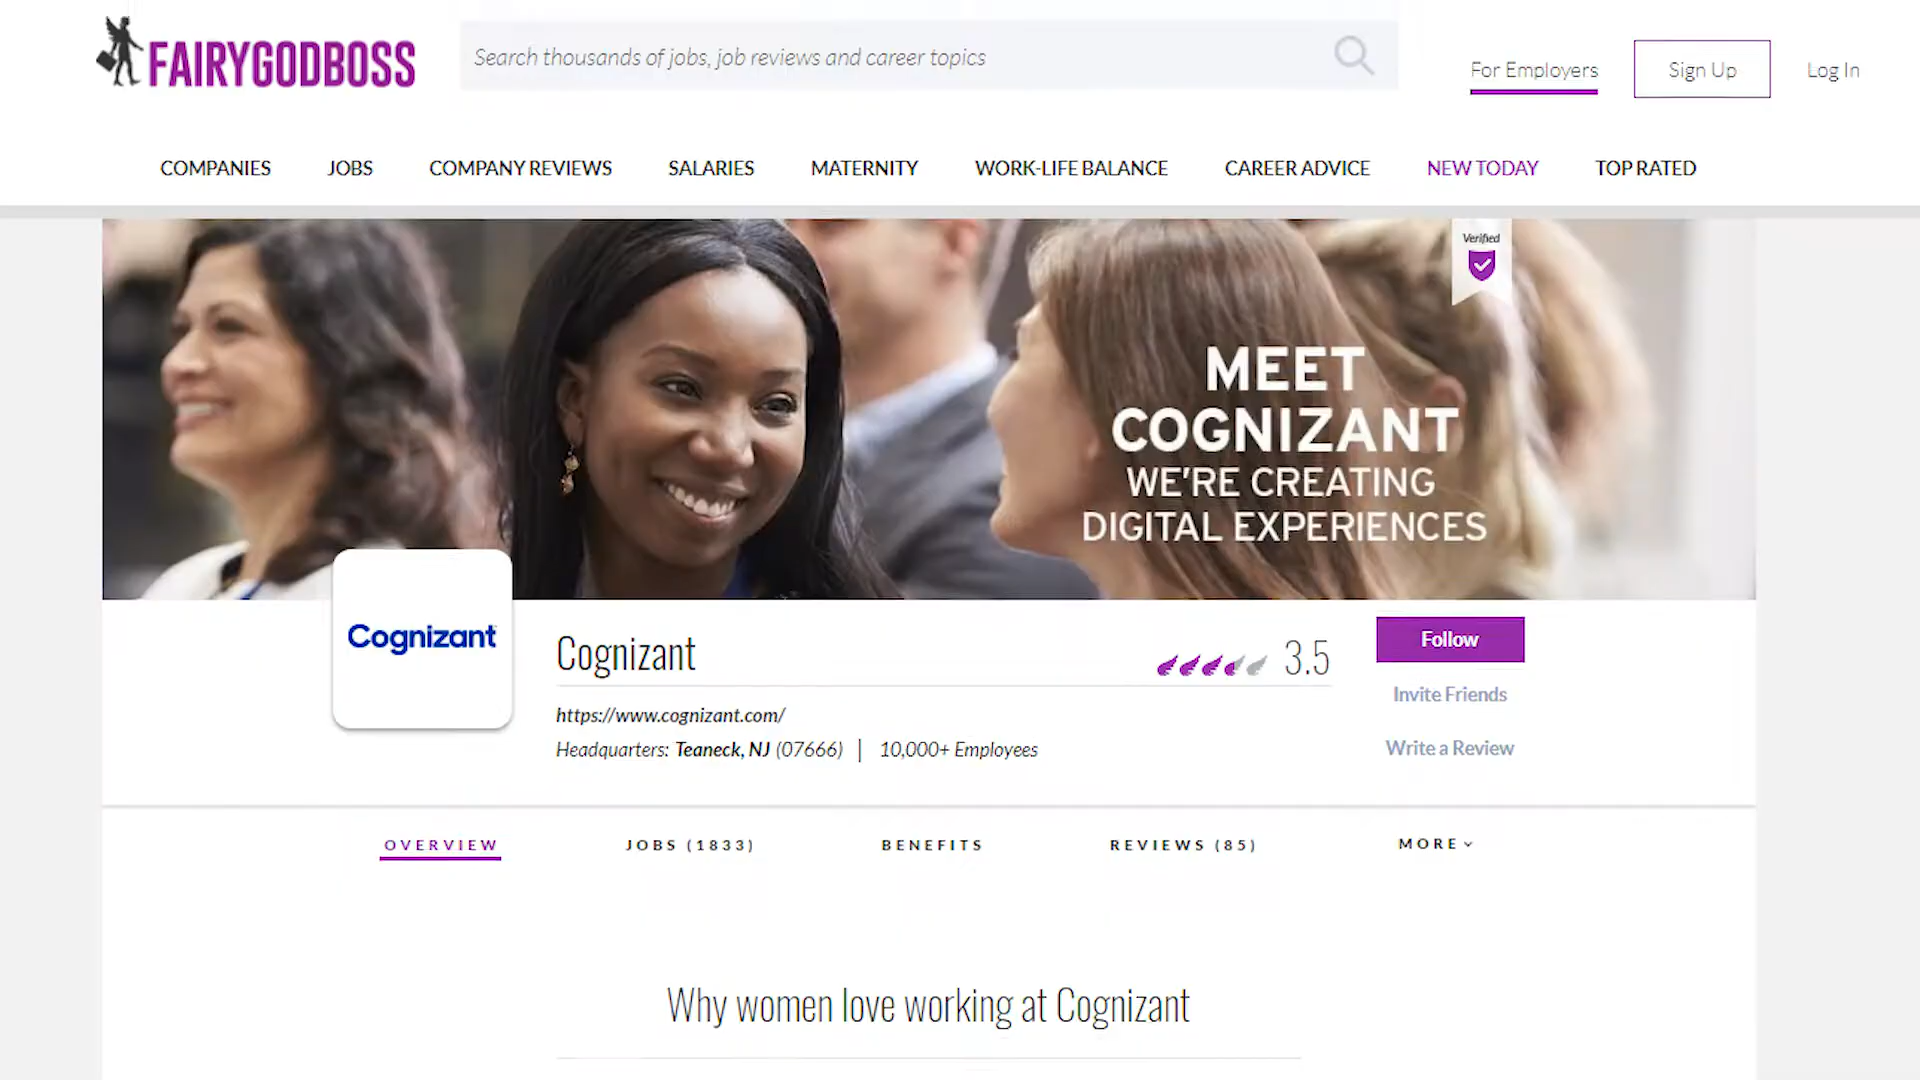 FAIRYGODBOSS
Search thousands of jobs, job reviews and career topics
For Employers
Sign Up
Log In
COMPANIES
JOBS
COMPANY REVIEWS
SALARIES
MATERNITY
WORK-LIFE BALANCE
CAREER ADVICE
NEW TODAY
TOP RATED
Verified
MEET
COGNIZANT
WE'RE CREATING
DIGITAL EXPERIENCES
Cognizant
Cognizant
3.5
Follow
https://www.cognizant.com/
Invite Friends
Headquarters: Teaneck, NJ (07666) | 10,000+ Employees
Write a Review
OVERVIEW
JOBS (1833)
BENEFITS
REVIEWS (85)
MORE
Why women love working at Cognizant